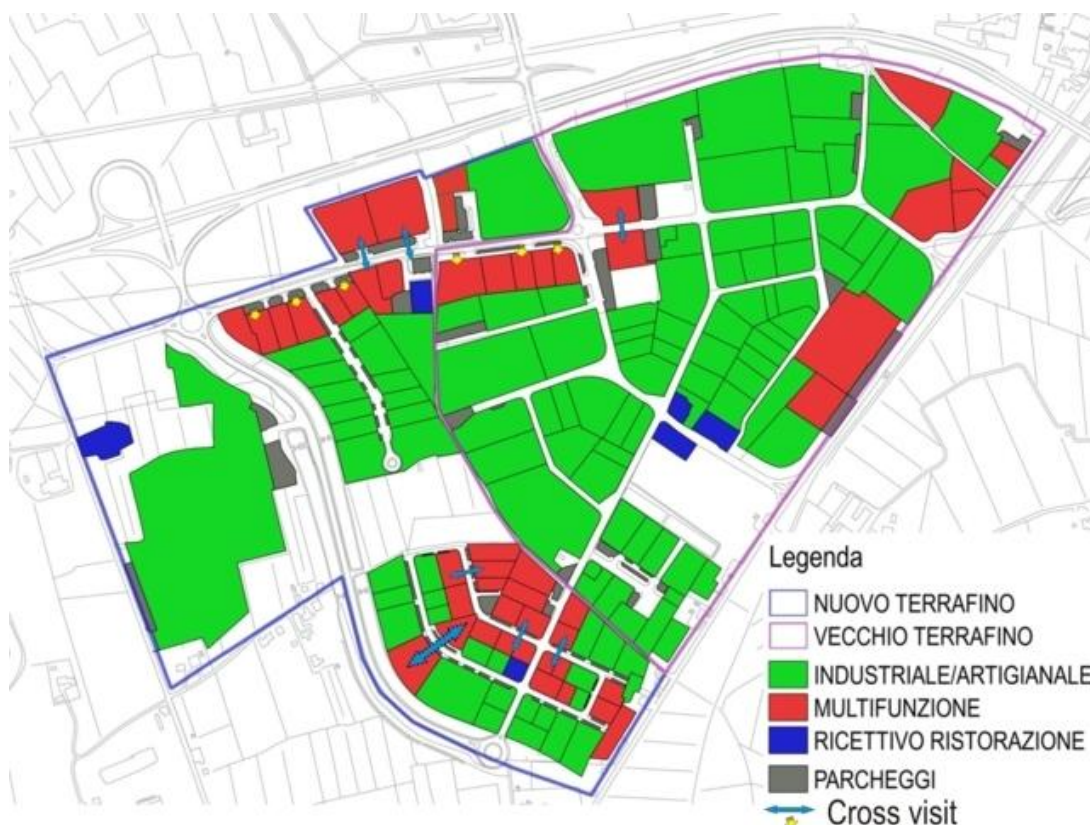 Legenda
NUOVO TERRAFINO
VECCHIO TERRAFINO
INDUSTRIALE/ARTIGIANALE
MULTIFUNZIONE
RICETTIVO RISTORAZIONE
PARCHEGGI
Cross visit